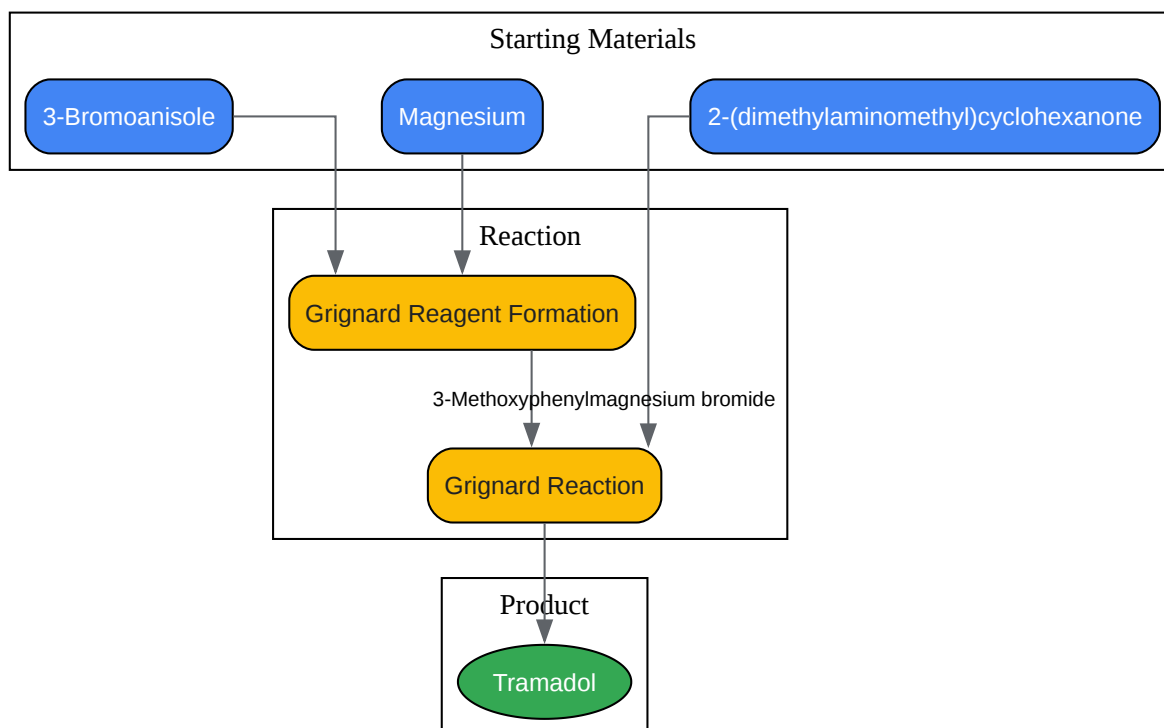 Starting Materials
3-Bromoanisole
Magnesium
2-(dimethylaminomethyl)cyclohexanone
Reaction
Grignard Reagent Formation
3-Methoxyphenylmagnesium bromide
Grignard Reaction
Product
Tramadol